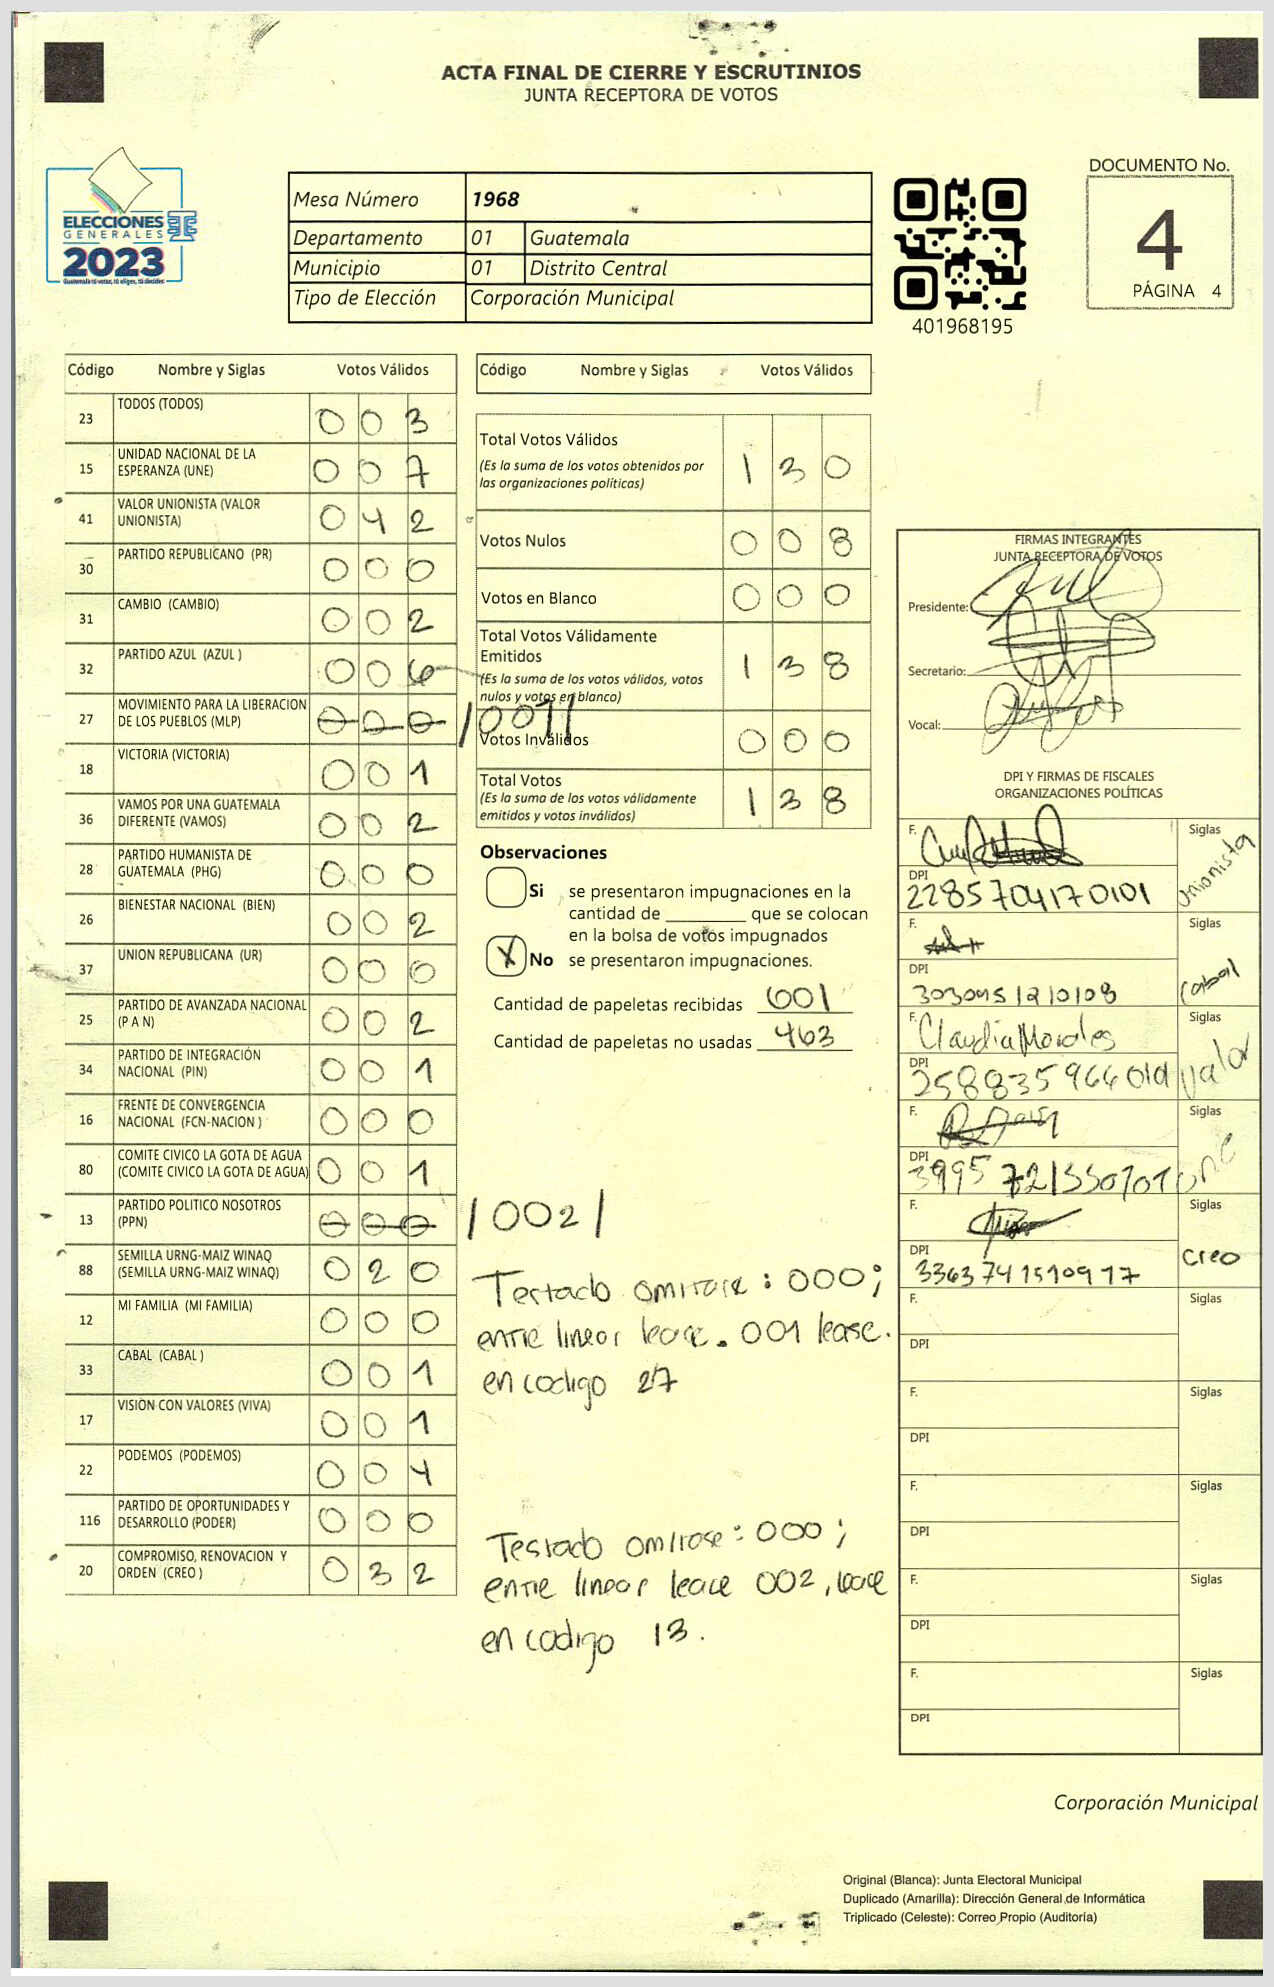 ACTA FINAL DE CIERRE Y ESCRUTINIOS
JUNTA RECEPTORA DE VOTOS
ELECCIONES
GENERALES
2023
Guatemala tú votas, tú eliges, tú decides
Mesa Número 1968
Departamento 01 Guatemala
Municipio 01 Distrito Central
Tipo de Elección Corporación Municipal
401968195
DOCUMENTO No.
4
PÁGINA 4
Código Nombre y Siglas Votos Válidos
23 TODOS (TODOS) 0 0 3
15 UNIDAD NACIONAL DE LA
ESPERANZA (UNE) 0 0 7
41 VALOR UNIONISTA (VALOR
UNIONISTA) 0 4 2
30 PARTIDO REPUBLICANO (PR) 0 0 0
31 CAMBIO (CAMBIO) 0 0 2
32 PARTIDO AZUL (AZUL ) 0 0 6
27 MOVIMIENTO PARA LA LIBERACION
DE LOS PUEBLOS (MLP) 0 0 0 /001/
18 VICTORIA (VICTORIA) 0 0 1
36 VAMOS POR UNA GUATEMALA
DIFERENTE (VAMOS) 0 0 2
28 PARTIDO HUMANISTA DE
GUATEMALA (PHG) 0 0 0
26 BIENESTAR NACIONAL (BIEN) 0 0 2
37 UNION REPUBLICANA (UR) 0 0 0
25 PARTIDO DE AVANZADA NACIONAL
(P A N) 0 0 2
34 PARTIDO DE INTEGRACIÓN
NACIONAL (PIN) 0 0 1
16 FRENTE DE CONVERGENCIA
NACIONAL (FCN-NACION ) 0 0 0
80 COMITE CIVICO LA GOTA DE AGUA
(COMITE CIVICO LA GOTA DE AGUA) 0 0 1
13 PARTIDO POLITICO NOSOTROS
(PPN) 0 0 0 /002/
88 SEMILLA URNG-MAIZ WINAQ
(SEMILLA URNG-MAIZ WINAQ) 0 2 0
12 MI FAMILIA (MI FAMILIA) 0 0 0
33 CABAL (CABAL ) 0 0 1
17 VISIÓN CON VALORES (VIVA) 0 0 1
22 PODEMOS (PODEMOS) 0 0 4
116 PARTIDO DE OPORTUNIDADES Y
DESARROLLO (PODER) 0 0 0
20 COMPROMISO, RENOVACION Y
ORDEN (CREO ) 0 3 2
Código Nombre y Siglas Votos Válidos
Total Votos Válidos 1 3 0
(Es la suma de los votos obtenidos por
las organizaciones políticas)
Votos Nulos 0 0 8
Votos en Blanco 0 0 0
Total Votos Válidamente
Emitidos 1 3 8
(Es la suma de los votos válidos, votos
nulos y votos en blanco)
Votos Inválidos 0 0 0
Total Votos 1 3 8
(Es la suma de los votos válidamente
emitidos y votos inválidos)
Observaciones
Si se presentaron impugnaciones en la
cantidad de ________ que se colocan
en la bolsa de votos impugnados
X No se presentaron impugnaciones.
Cantidad de papeletas recibidas 601
Cantidad de papeletas no usadas 463
Testado omitase : 000 ;
entre linear lease . 001 lease.
en codigo 27
Testado omitase : 000 ;
entre linear lease 002 , lease
en codigo 13 .
FIRMAS INTEGRANTES
JUNTA RECEPTORA DE VOTOS
Presidente:
Secretario:
Vocal:
DPI Y FIRMAS DE FISCALES
ORGANIZACIONES POLÍTICAS
F. Siglas
DPI Unionista
2285704170101
F. Siglas
DPI Cabal
F. Claudia Morales Siglas
DPI Valor
F. Siglas
DPI une
F. Siglas
DPI Creo
F. Siglas
DPI
F. Siglas
DPI
F. Siglas
DPI
F. Siglas
DPI
F. Siglas
DPI
Corporación Municipal
Original (Blanca): Junta Electoral Municipal
Duplicado (Amarilla): Dirección General de Informática
Triplicado (Celeste): Correo Propio (Auditoría)